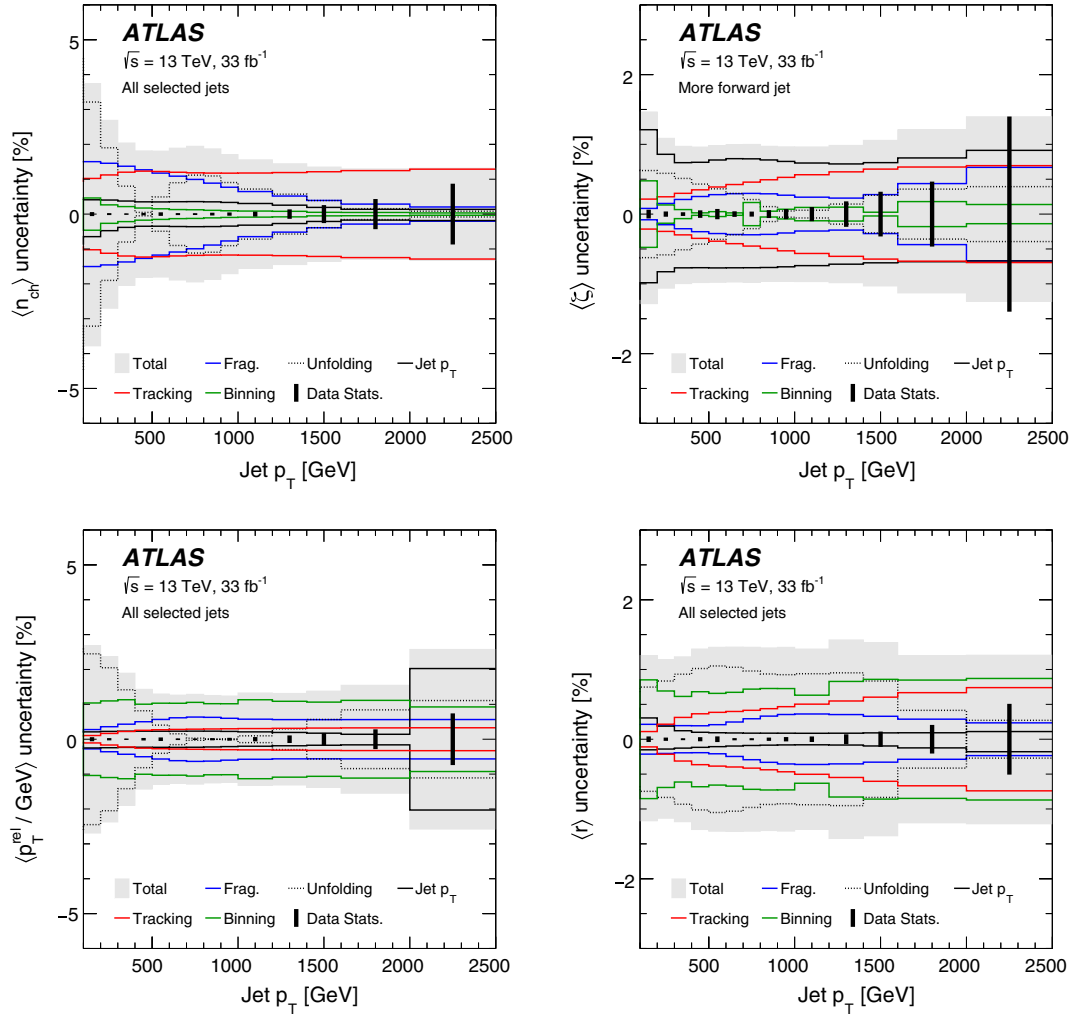 ATLAS
√s = 13 TeV, 33 fb⁻¹
All selected jets
⟨n_ch⟩ uncertainty [%]
5
0
−5
Total Frag. Unfolding Jet p_T
Tracking Binning Data Stats.
500 1000 1500 2000 2500
Jet p_T [GeV]
ATLAS
√s = 13 TeV, 33 fb⁻¹
More forward jet
⟨ζ⟩ uncertainty [%]
2
0
−2
Total Frag. Unfolding Jet p_T
Tracking Binning Data Stats.
500 1000 1500 2000 2500
Jet p_T [GeV]
ATLAS
√s = 13 TeV, 33 fb⁻¹
All selected jets
⟨p_T^rel / GeV⟩ uncertainty [%]
5
0
−5
Total Frag. Unfolding Jet p_T
Tracking Binning Data Stats.
500 1000 1500 2000 2500
Jet p_T [GeV]
ATLAS
√s = 13 TeV, 33 fb⁻¹
All selected jets
⟨r⟩ uncertainty [%]
2
0
−2
Total Frag. Unfolding Jet p_T
Tracking Binning Data Stats.
500 1000 1500 2000 2500
Jet p_T [GeV]